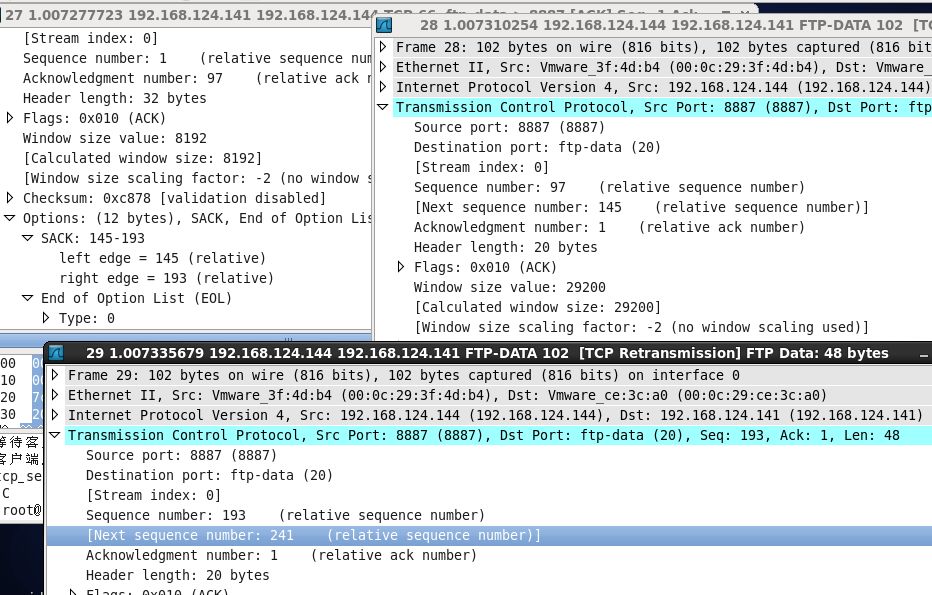 27 1.007277723 192.168.124.141 192.168.124.144 TCP 66
[Stream index: 0]
Sequence number: 1 (relative sequence num
Acknowledgment number: 97 (relative ack n
Header length: 32 bytes
Flags: 0x010 (ACK)
Window size value: 8192
[Calculated window size: 8192]
[Window size scaling factor: -2 (no window s
Checksum: 0xc878 [validation disabled]
Options: (12 bytes), SACK, End of Option Lis
SACK: 145-193
left edge = 145 (relative)
right edge = 193 (relative)
End of Option List (EOL)
Type: 0
28 1.007310254 192.168.124.144 192.168.124.141 FTP-DATA 102 [TC
Frame 28: 102 bytes on wire (816 bits), 102 bytes captured (816 bit
Ethernet II, Src: Vmware_3f:4d:b4 (00:0c:29:3f:4d:b4), Dst: Vmware_
Internet Protocol Version 4, Src: 192.168.124.144 (192.168.124.144)
Transmission Control Protocol, Src Port: 8887 (8887), Dst Port: ftp
Source port: 8887 (8887)
Destination port: ftp-data (20)
[Stream index: 0]
Sequence number: 97 (relative sequence number)
[Next sequence number: 145 (relative sequence number)]
Acknowledgment number: 1 (relative ack number)
Header length: 20 bytes
Flags: 0x010 (ACK)
Window size value: 29200
[Calculated window size: 29200]
[Window size scaling factor: -2 (no window scaling used)]
29 1.007335679 192.168.124.144 192.168.124.141 FTP-DATA 102 [TCP Retransmission] FTP Data: 48 bytes
Frame 29: 102 bytes on wire (816 bits), 102 bytes captured (816 bits) on interface 0
Ethernet II, Src: Vmware_3f:4d:b4 (00:0c:29:3f:4d:b4), Dst: Vmware_ce:3c:a0 (00:0c:29:ce:3c:a0)
Internet Protocol Version 4, Src: 192.168.124.144 (192.168.124.144), Dst: 192.168.124.141 (192.168.124.141)
Transmission Control Protocol, Src Port: 8887 (8887), Dst Port: ftp-data (20), Seq: 193, Ack: 1, Len: 48
Source port: 8887 (8887)
Destination port: ftp-data (20)
[Stream index: 0]
Sequence number: 193 (relative sequence number)
[Next sequence number: 241 (relative sequence number)]
Acknowledgment number: 1 (relative ack number)
Header length: 20 bytes
Flags: 0x010 (ACK)
00
10
20
30
等待客
客户端
tcp_se
C
root@